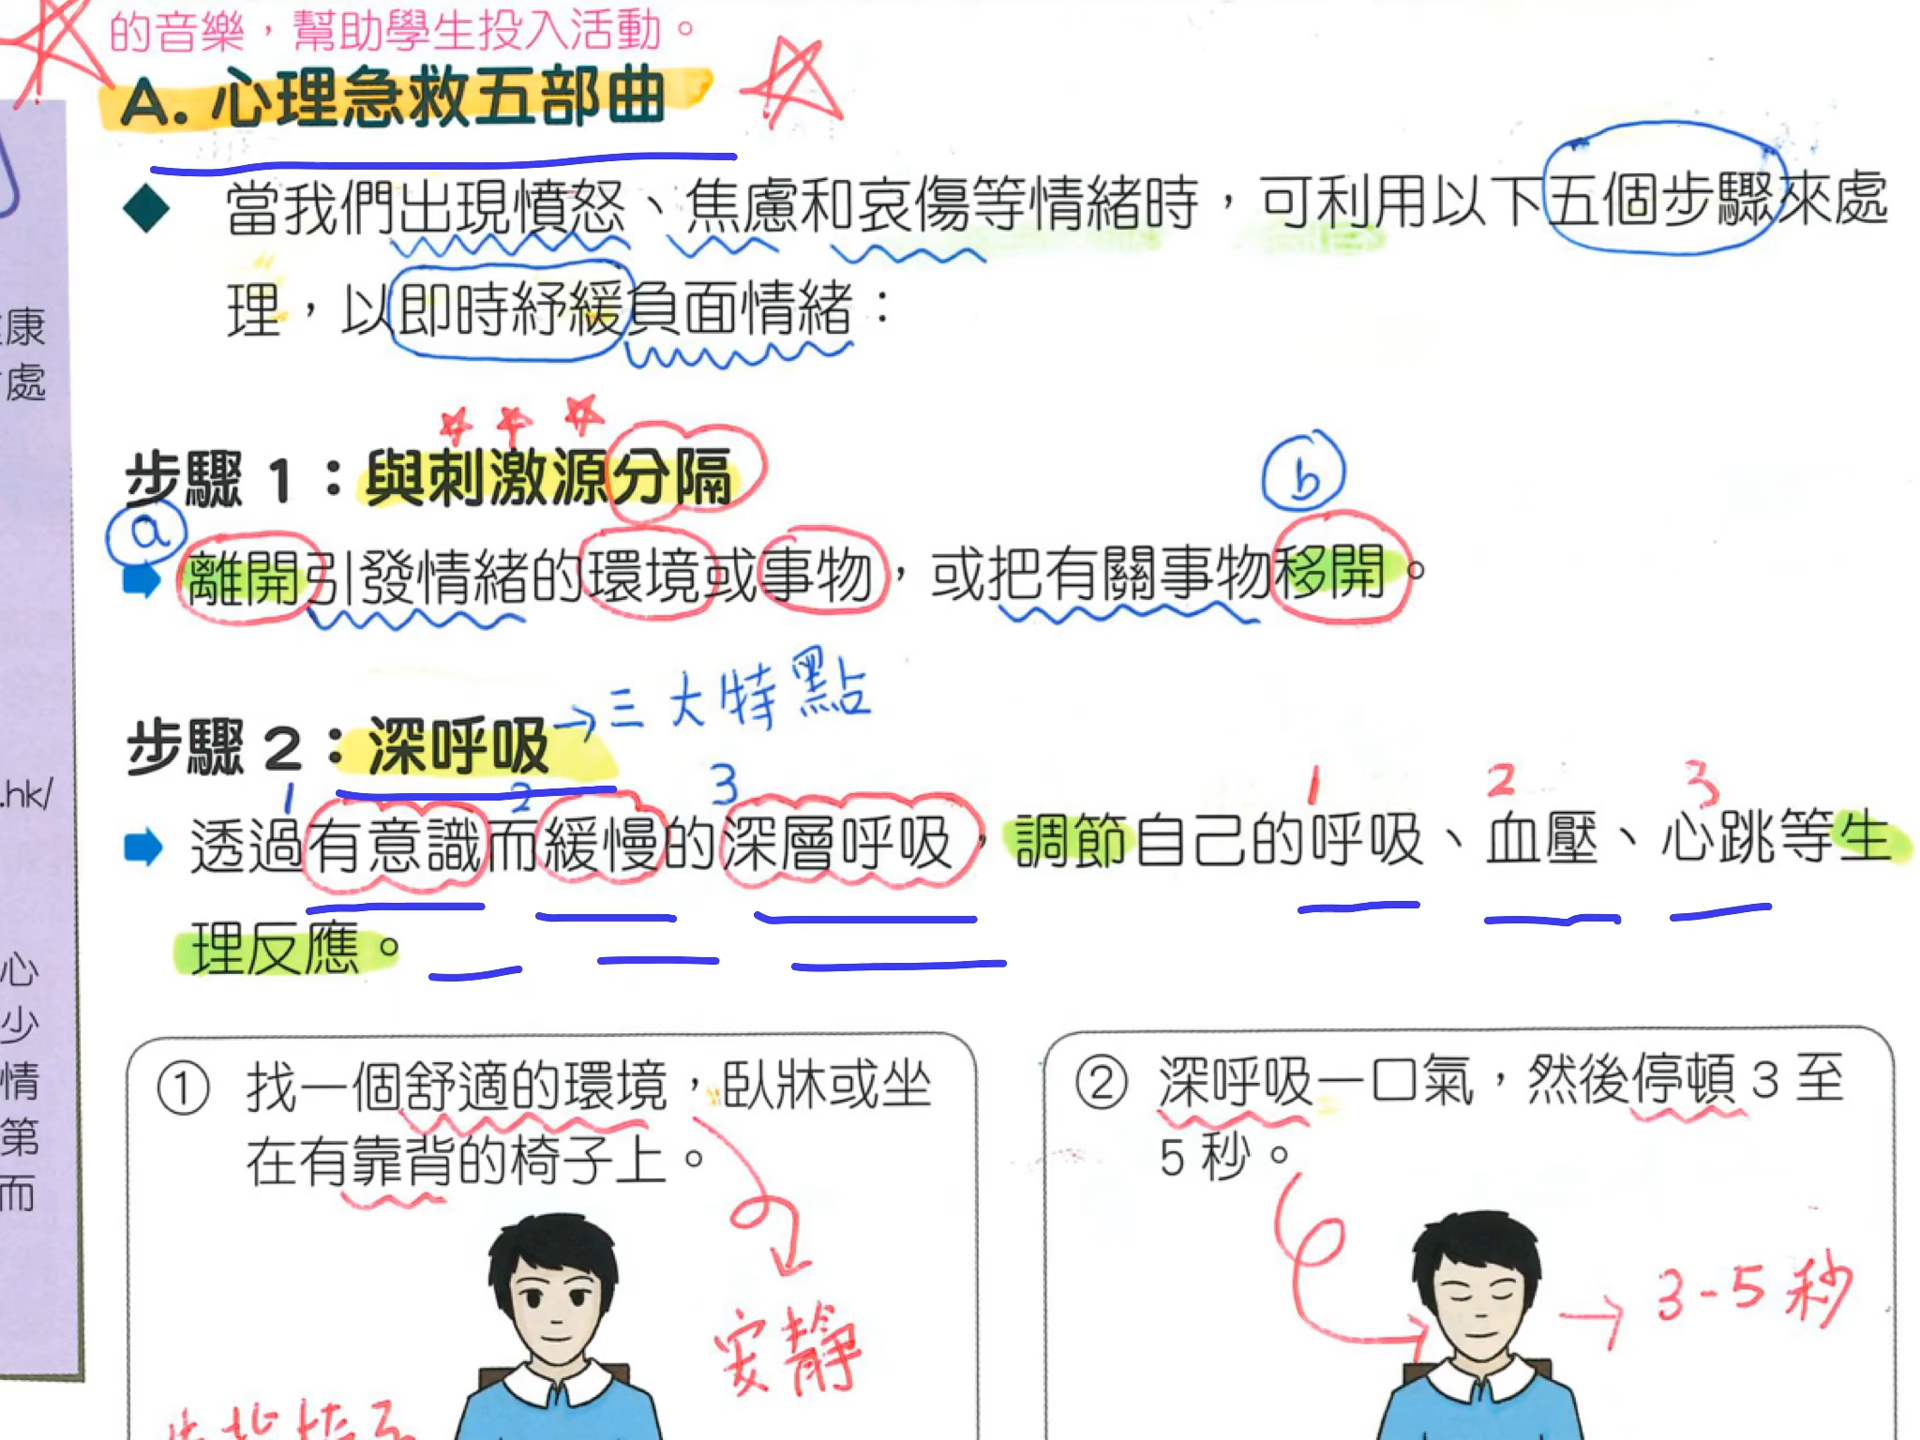 的音樂，幫助學生投入活動。
A. 心理急救五部曲
◆ 當我們出現憤怒、焦慮和哀傷等情緒時，可利用以下五個步驟來處
理，以即時紓緩負面情緒：
康
處
步驟 1：與刺激源分隔
b
a
離開引發情緒的環境或事物，或把有關事物移開。
→三大特點
步驟 2：深呼吸
.hk/
1 2 3 1 2 3
透過有意識而緩慢的深層呼吸，調節自己的呼吸、血壓、心跳等生
理反應。
心
少
情
第
而
① 找一個舒適的環境，臥牀或坐
在有靠背的椅子上。
安靜
② 深呼吸一口氣，然後停頓 3 至
5 秒。
→ 3-5 秒